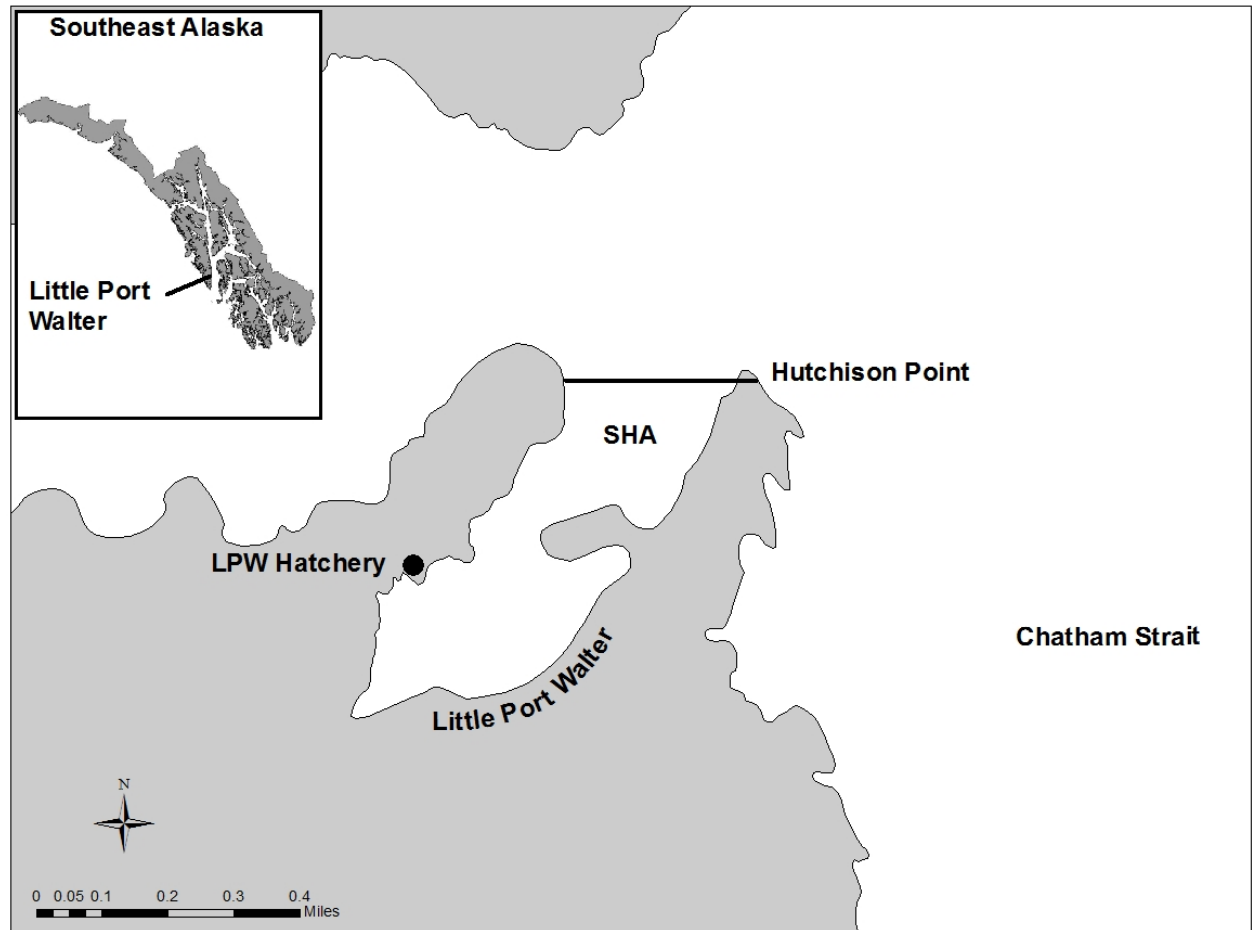 Southeast Alaska
Little Port
Walter
Hutchison Point
SHA
LPW Hatchery
Chatham Strait
Little Port Walter
N
0 0.05 0.1 0.2 0.3 0.4
Miles